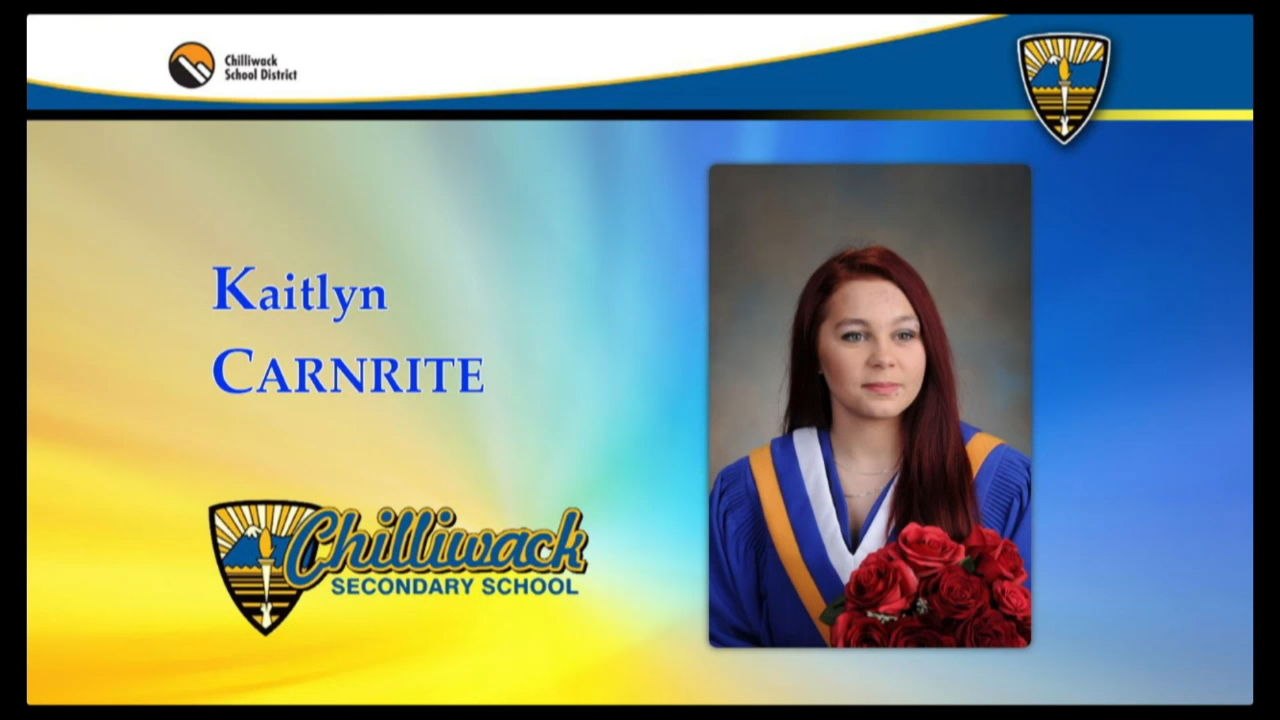 Chilliwack
School District
Kaitlyn
CARNRITE
Chilliwack
SECONDARY SCHOOL